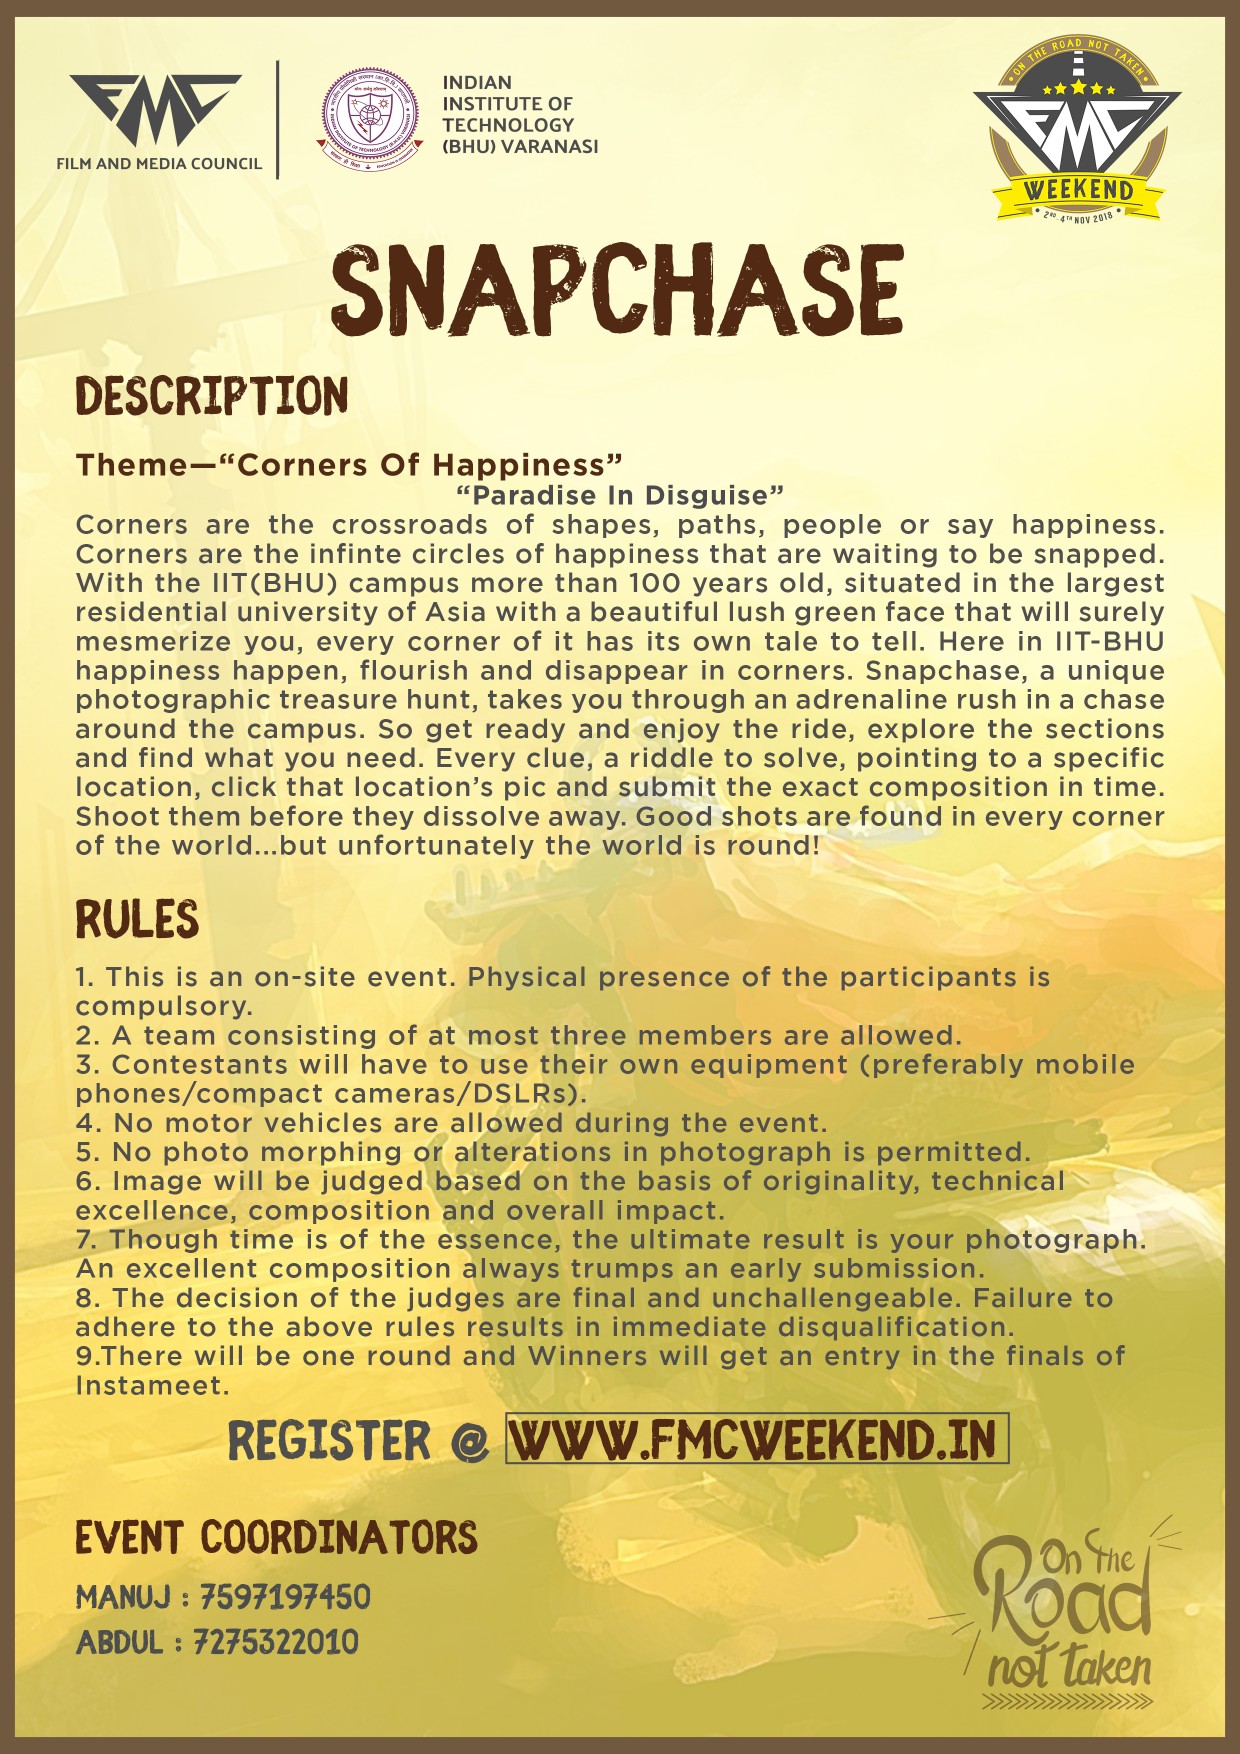 FMC
FILM AND MEDIA COUNCIL
INDIAN
INSTITUTE OF
TECHNOLOGY
(BHU) VARANASI
ON THE ROAD NOT TAKEN
FMC
WEEKEND
2ND - 4TH NOV 2018
SNAPCHASE
DESCRIPTION
Theme—“Corners Of Happiness”
“Paradise In Disguise”
Corners are the crossroads of shapes, paths, people or say happiness.
Corners are the infinte circles of happiness that are waiting to be snapped.
With the IIT(BHU) campus more than 100 years old, situated in the largest
residential university of Asia with a beautiful lush green face that will surely
mesmerize you, every corner of it has its own tale to tell. Here in IIT-BHU
happiness happen, flourish and disappear in corners. Snapchase, a unique
photographic treasure hunt, takes you through an adrenaline rush in a chase
around the campus. So get ready and enjoy the ride, explore the sections
and find what you need. Every clue, a riddle to solve, pointing to a specific
location, click that location’s pic and submit the exact composition in time.
Shoot them before they dissolve away. Good shots are found in every corner
of the world...but unfortunately the world is round!
RULES
1. This is an on-site event. Physical presence of the participants is
compulsory.
2. A team consisting of at most three members are allowed.
3. Contestants will have to use their own equipment (preferably mobile
phones/compact cameras/DSLRs).
4. No motor vehicles are allowed during the event.
5. No photo morphing or alterations in photograph is permitted.
6. Image will be judged based on the basis of originality, technical
excellence, composition and overall impact.
7. Though time is of the essence, the ultimate result is your photograph.
An excellent composition always trumps an early submission.
8. The decision of the judges are final and unchallengeable. Failure to
adhere to the above rules results in immediate disqualification.
9.There will be one round and Winners will get an entry in the finals of
Instameet.
REGISTER @ WWW.FMCWEEKEND.IN
EVENT COORDINATORS
MANUJ : 7597197450
ABDUL : 7275322010
On The
Road
not taken